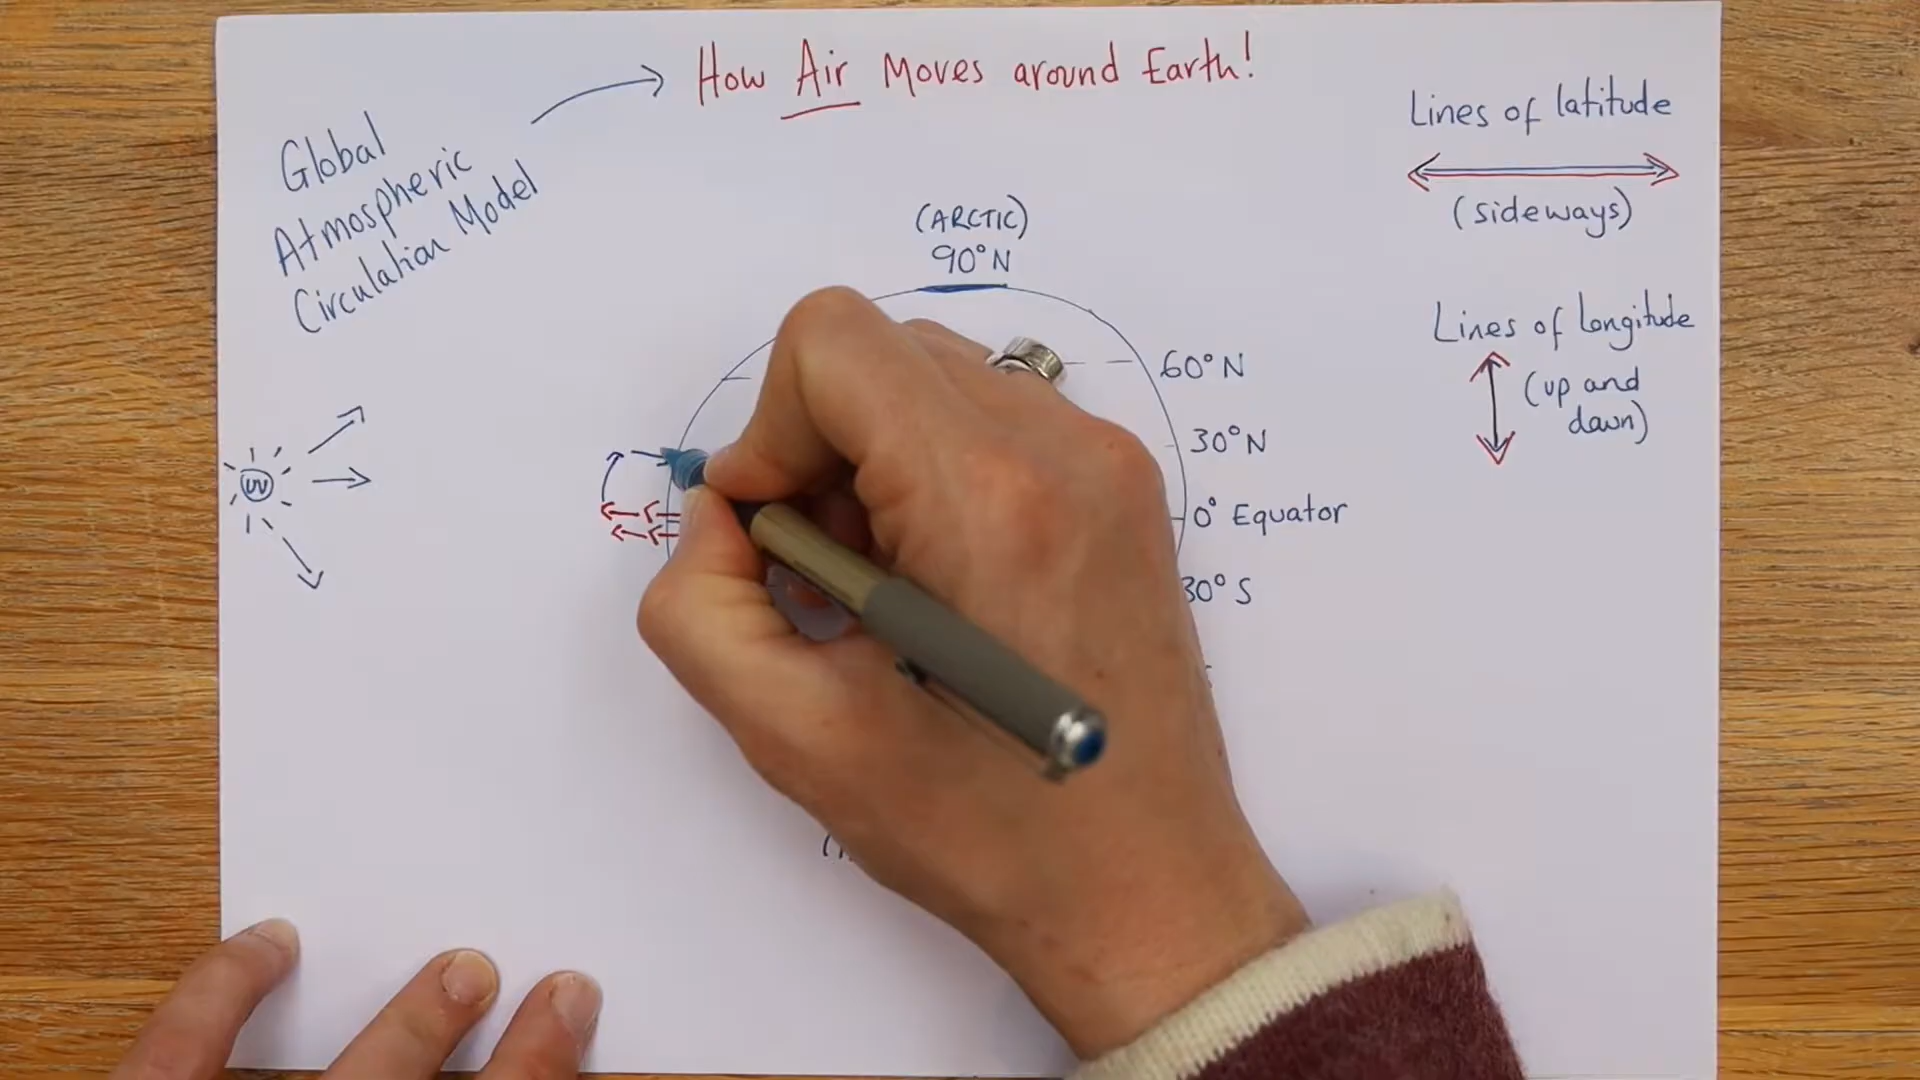 How Air Moves around Earth!
Global
Atmospheric
Circulation Model
Lines of latitude
(sideways)
(ARCTIC)
90°N
Lines of longitude
(up and
down)
60°N
30°N
UV
0° Equator
30° S